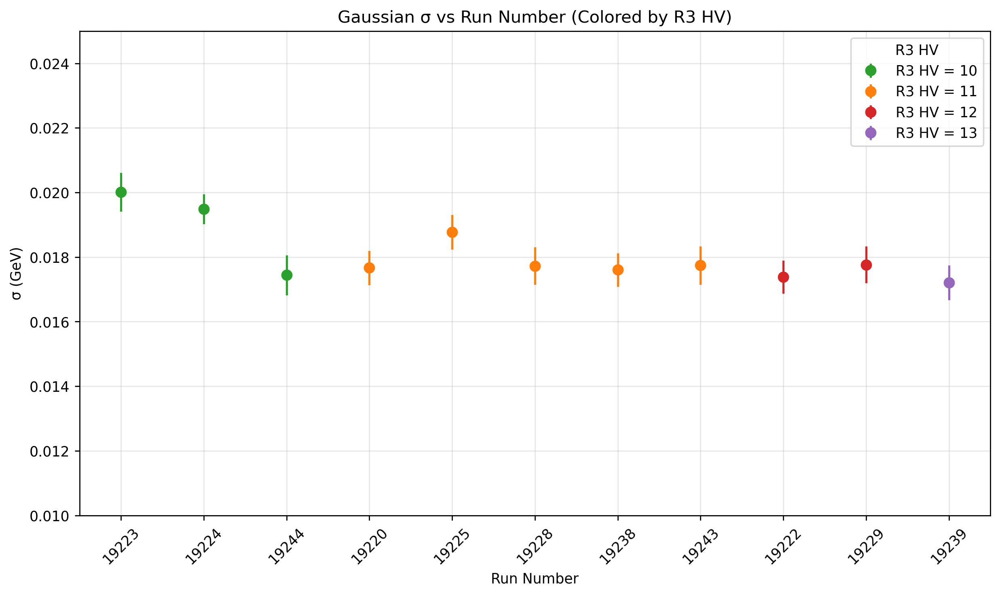 Gaussian σ vs Run Number (Colored by R3 HV)
R3 HV
R3 HV = 10
R3 HV = 11
R3 HV = 12
R3 HV = 13
σ (GeV)
0.024
0.022
0.020
0.018
0.016
0.014
0.012
0.010
19223
19224
19244
19220
19225
19228
19238
19243
19222
19229
19239
Run Number